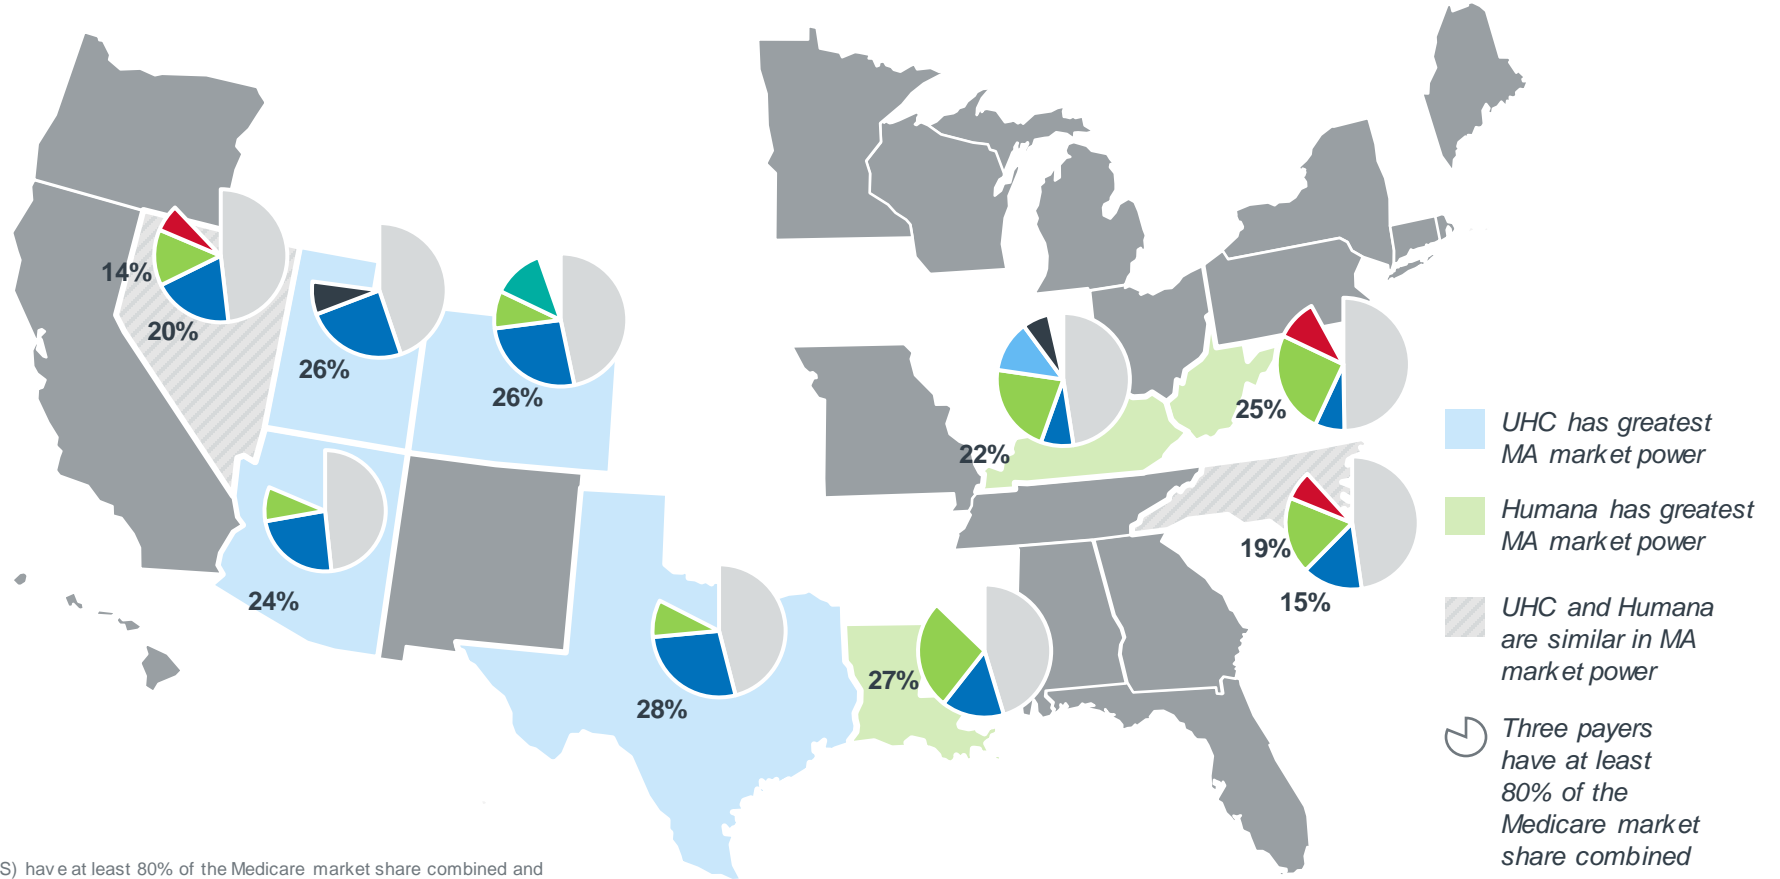 14%
20%
26%
26%
24%
28%
27%
22%
25%
19%
15%
UHC has greatest
MA market power
Humana has greatest
MA market power
UHC and Humana
are similar in MA
market power
Three payers
have at least
80% of the
Medicare market
share combined
S) have at least 80% of the Medicare market share combined and